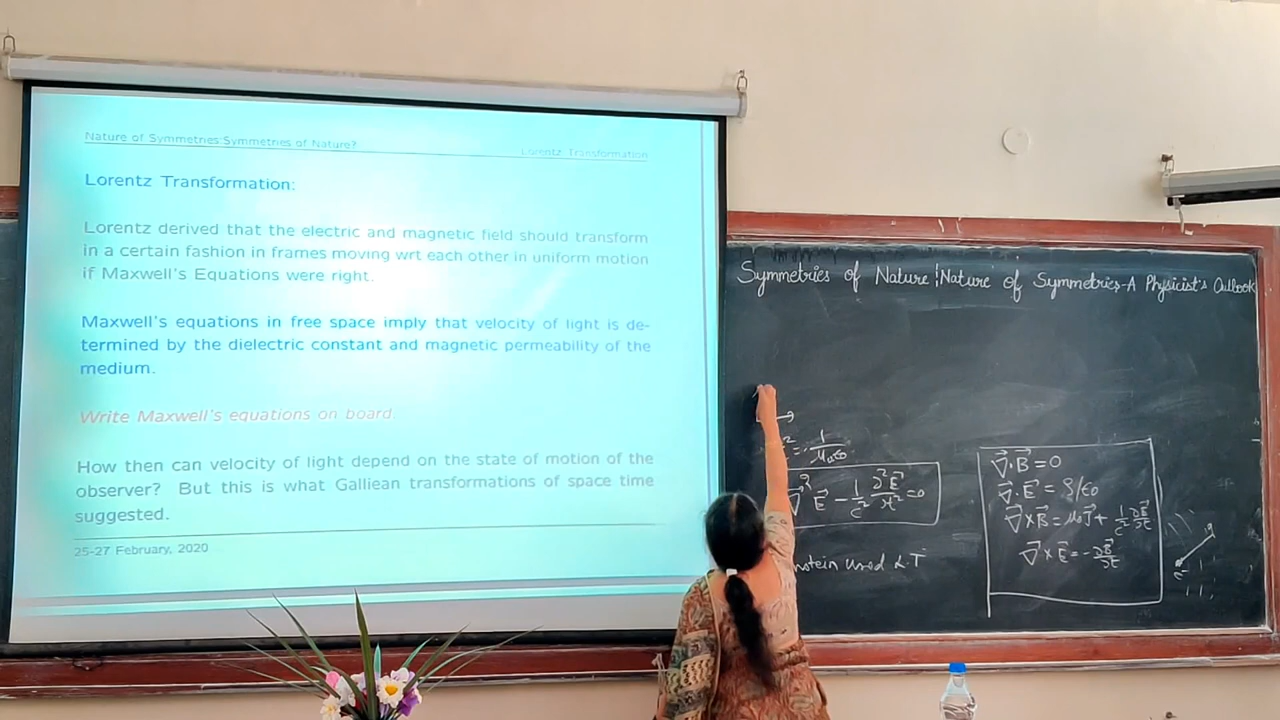 Nature of Symmetries:Symmetries of Nature?
Lorentz Transformation
Lorentz Transformation:
Lorentz derived that the electric and magnetic field should transform
in a certain fashion in frames moving wrt each other in uniform motion
if Maxwell's Equations were right.
Maxwell's equations in free space imply that velocity of light is de-
termined by the dielectric constant and magnetic permeability of the
medium.
Write Maxwell's equations on board.
How then can velocity of light depend on the state of motion of the
observer? But this is what Galliean transformations of space time
suggested.
25-27 February, 2020
Symmetries of Nature | Nature of Symmetries-A Physicist's Outlook
² = 1/μ₀ε₀
∇⃗² E⃗ − 1/c² ∂²E⃗/∂t² = 0
nstein used L.T
∇⃗·B⃗ = 0
∇⃗·E⃗ = ρ/ε₀
∇⃗×B⃗ = μ₀J⃗ + 1/c² ∂E⃗/∂t
∇⃗×E⃗ = −∂B⃗/∂t